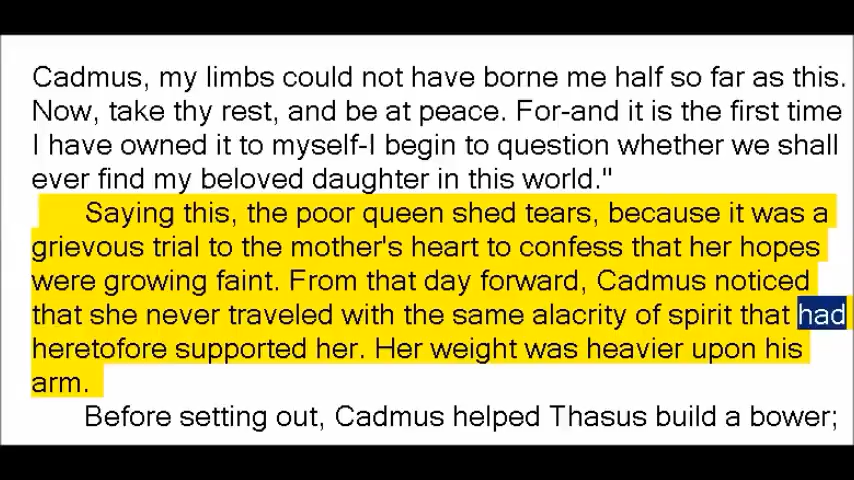 Cadmus, my limbs could not have borne me half so far as this.
Now, take thy rest, and be at peace. For-and it is the first time
I have owned it to myself-I begin to question whether we shall
ever find my beloved daughter in this world."
Saying this, the poor queen shed tears, because it was a
grievous trial to the mother's heart to confess that her hopes
were growing faint. From that day forward, Cadmus noticed
that she never traveled with the same alacrity of spirit that had
heretofore supported her. Her weight was heavier upon his
arm.
Before setting out, Cadmus helped Thasus build a bower;